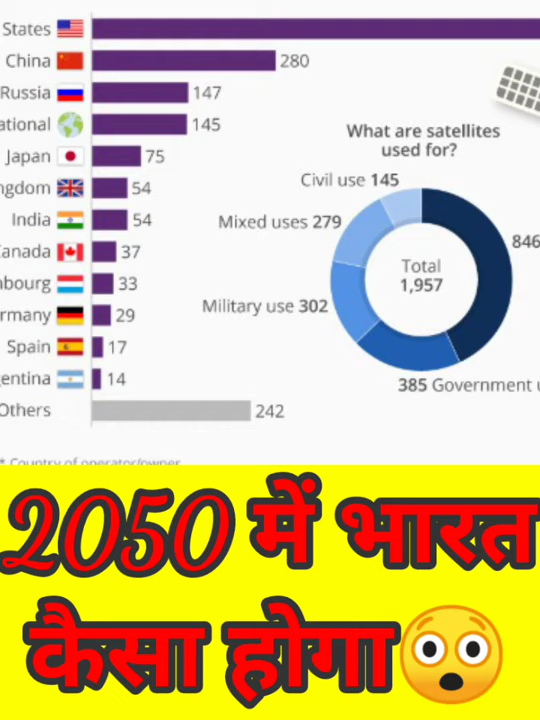 States
China 280
Russia 147
ational 145
Japan 75
ngdom 54
India 54
anada 37
nbourg 33
rmany 29
Spain 17
entina 14
Others 242
What are satellites
used for?
Civil use 145
Mixed uses 279
846
Total
1,957
Military use 302
385 Government u
* Country of operator/owner
2050 में भारत
कैसा होगा😲